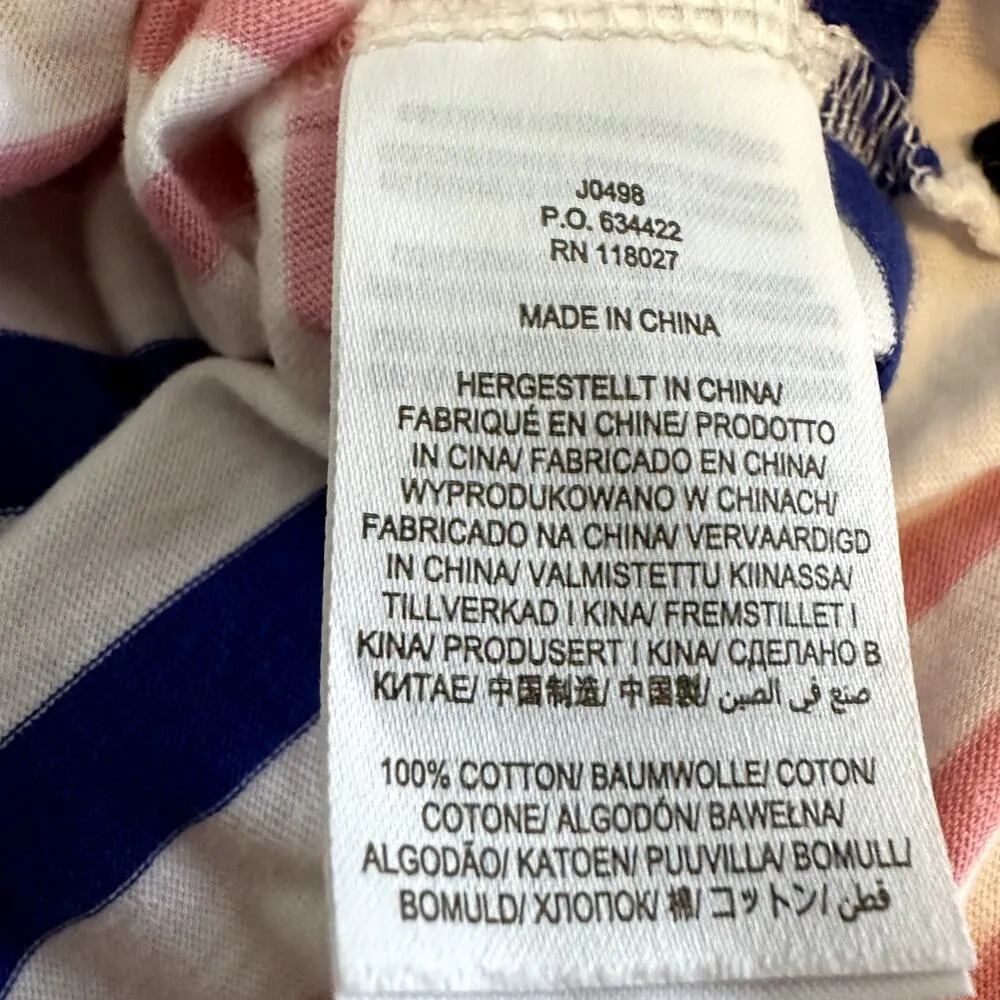 J0498
P.O. 634422
RN 118027
MADE IN CHINA
HERGESTELLT IN CHINA/
FABRIQUÉ EN CHINE/ PRODOTTO
IN CINA/ FABRICADO EN CHINA/
WYPRODUKOWANO W CHINACH/
FABRICADO NA CHINA/ VERVAARDIGD
IN CHINA/ VALMISTETTU KIINASSA/
TILLVERKAD I KINA/ FREMSTILLET I
KINA/ PRODUSERT I KINA/ СДЕЛАНО В
КИТАЕ/ 中国制造/ 中国製/ صنع في الصين
100% COTTON/ BAUMWOLLE/ COTON/
COTONE/ ALGODÓN/ BAWEŁNA/
ALGODÃO/ KATOEN/ PUUVILLA/ BOMULL/
BOMULD/ ХЛОПОК/ 棉/ コットン/ قطن